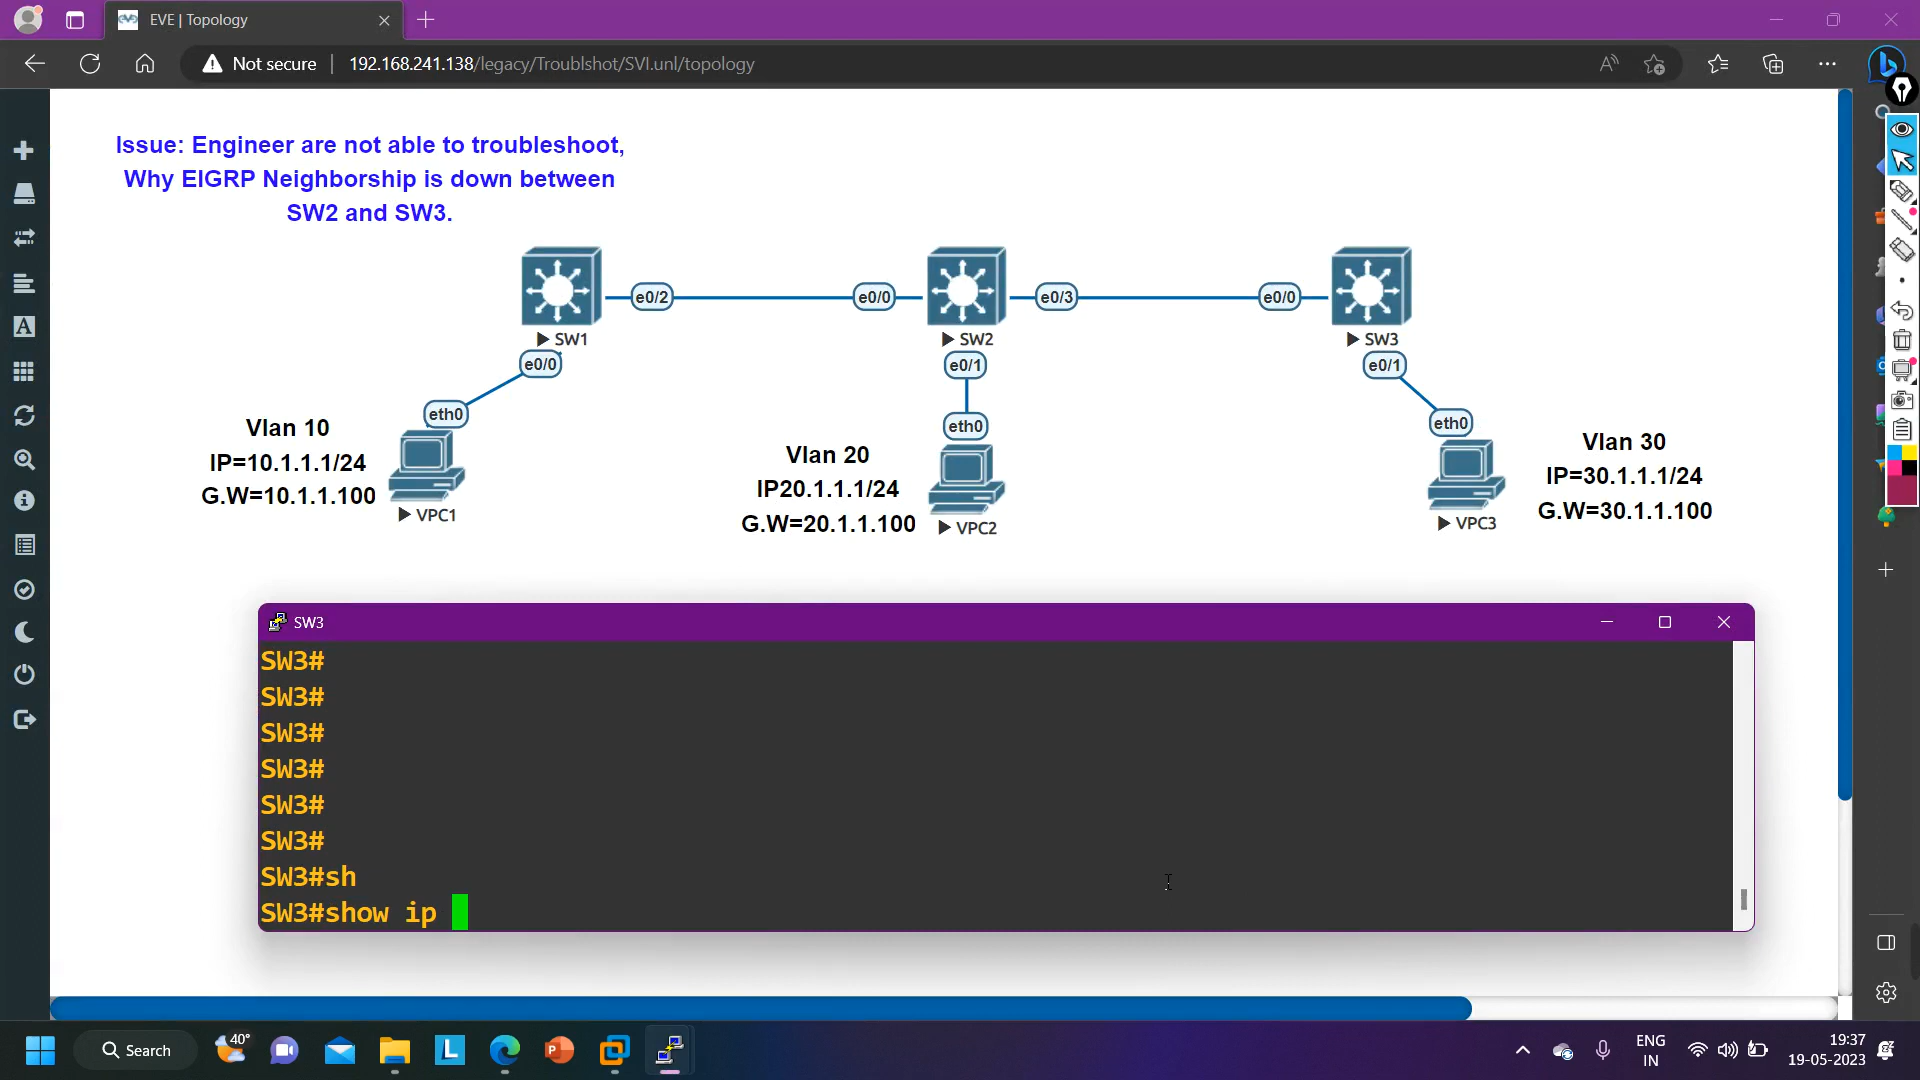 EVE | Topology
Not secure
192.168.241.138/legacy/Troublshot/SVI.unl/topology
Issue: Engineer are not able to troubleshoot,
Why EIGRP Neighborship is down between
SW2 and SW3.
e0/2
e0/0
e0/3
e0/0
SW1
SW2
SW3
e0/0
e0/1
e0/1
eth0
eth0
eth0
Vlan 10
IP=10.1.1.1/24
G.W=10.1.1.100
VPC1
Vlan 20
IP20.1.1.1/24
G.W=20.1.1.100
VPC2
Vlan 30
IP=30.1.1.1/24
G.W=30.1.1.100
VPC3
SW3
SW3#
SW3#
SW3#
SW3#
SW3#
SW3#
SW3#sh
SW3#show ip
40°
Search
ENG
IN
19:37
19-05-2023